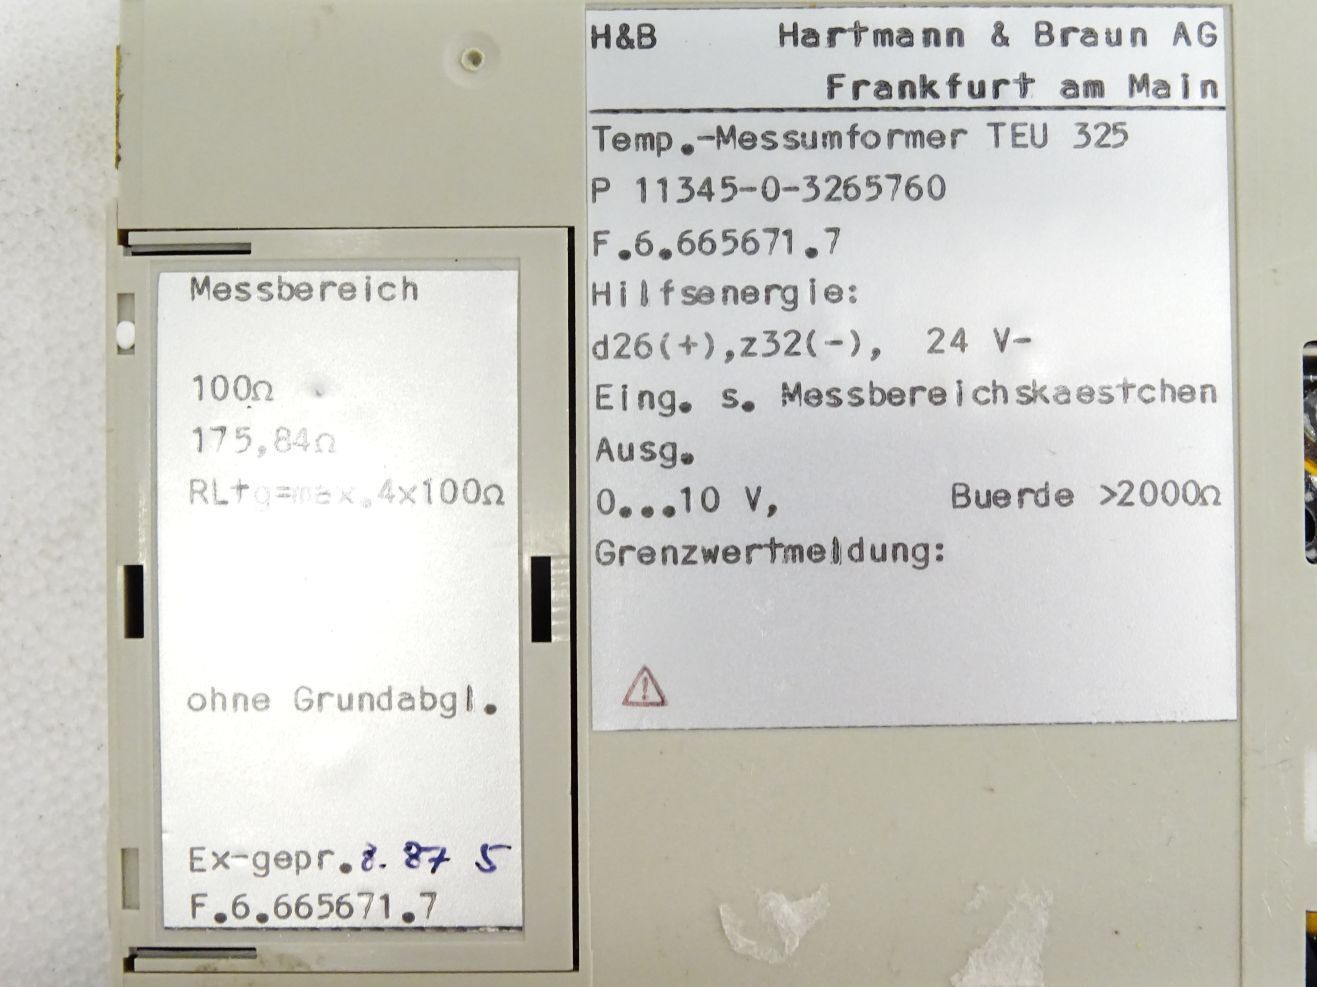 H&B Hartmann & Braun AG
Frankfurt am Main
Temp.-Messumformer TEU 325
P 11345-0-3265760
F.6.665671.7
Hilfsenergie:
d26(+),z32(-), 24 V-
Eing. s. Messbereichskaestchen
Ausg.
0...10 V, Buerde >2000Ω
Grenzwertmeldung:
Messbereich
100Ω
175,84Ω
RLtg=max.4x100Ω
ohne Grundabgl.
Ex-gepr. 8. 87 5
F.6.665671.7